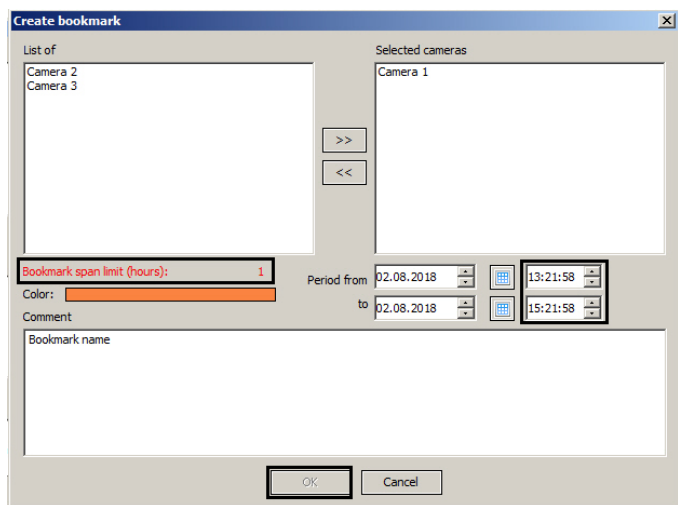 Create bookmark
List of
Selected cameras
Camera 2
Camera 3
Camera 1
>>
<<
Bookmark span limit (hours): 1
Period from 02.08.2018 13:21:58
Color:
to 02.08.2018 15:21:58
Comment
Bookmark name
OK
Cancel